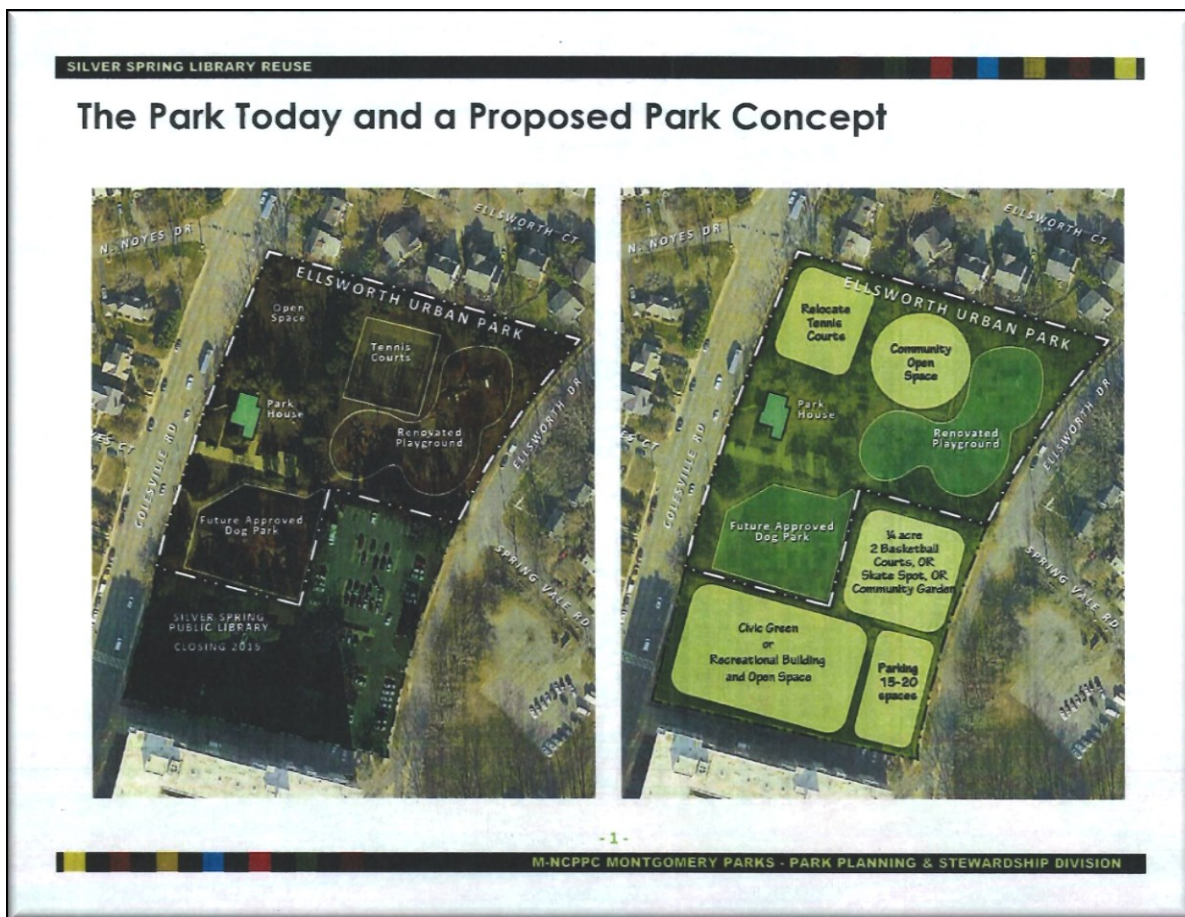 SILVER SPRING LIBRARY REUSE
The Park Today and a Proposed Park Concept
N. NOYES DR
ELLSWORTH CT
ELLSWORTH URBAN PARK
Open
Space
Tennis
Courts
Park
House
Renovated
Playground
ELLSWORTH DR
COLESVILLE RD
ES CT
Future Approved
Dog Park
SPRING VALE RD
SILVER SPRING
PUBLIC LIBRARY
CLOSING 2015
N. NOYES DR
ELLSWORTH CT
ELLSWORTH URBAN PARK
Relocate
Tennis
Courts
Community
Open
Space
Park
House
Renovated
Playground
ELLSWORTH DR
COLESVILLE RD
ES CT
Future Approved
Dog Park
¼ acre
2 Basketball
Courts, OR
Skate Spot, OR
Community Garden
SPRING VALE RD
Civic Green
or
Recreational Building
and Open Space
Parking
15-20
spaces
- 1 -
M-NCPPC MONTGOMERY PARKS - PARK PLANNING & STEWARDSHIP DIVISION